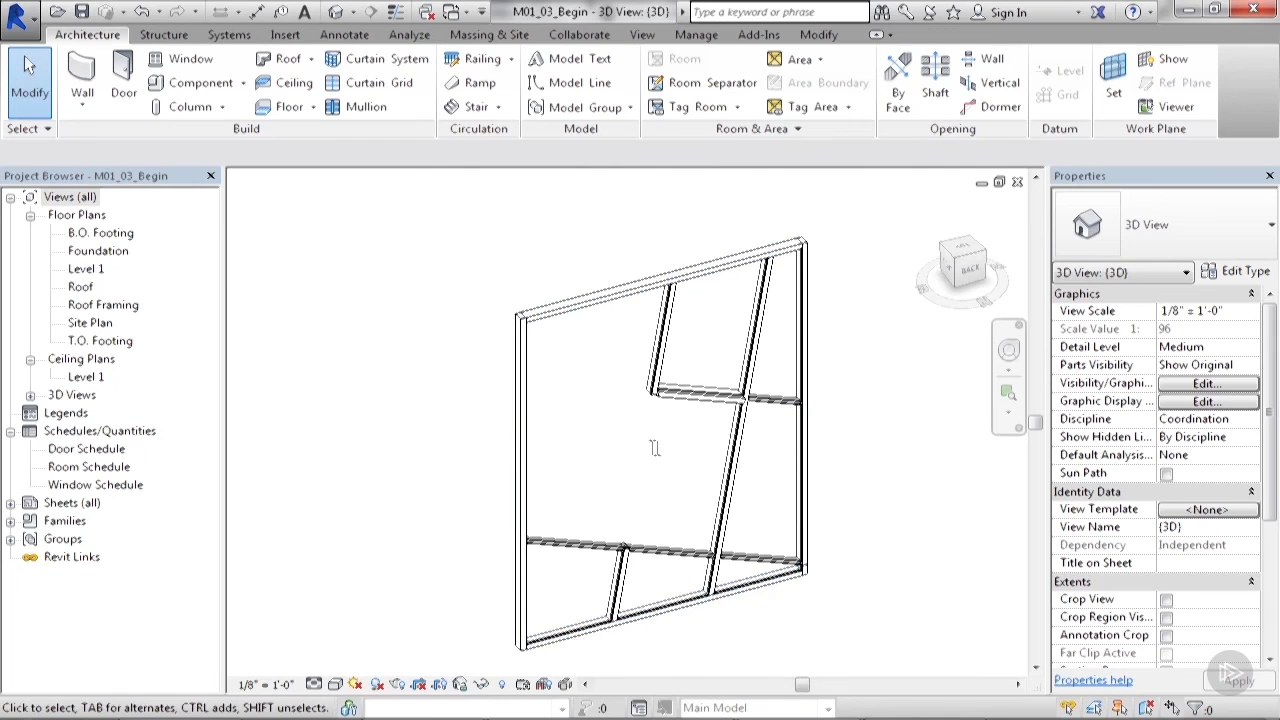 M01_03_Begin - 3D View: {3D}
Type a keyword or phrase
Sign In
Architecture Structure Systems Insert Annotate Analyze Massing & Site Collaborate View Manage Add-Ins Modify
Modify
Wall
Door
Window
Component
Column
Roof
Ceiling
Floor
Curtain System
Curtain Grid
Mullion
Railing
Ramp
Stair
Model Text
Model Line
Model Group
Room
Room Separator
Tag Room
Area
Area Boundary
Tag Area
By Face
Shaft
Wall
Vertical
Dormer
Level
Grid
Set
Show
Ref Plane
Viewer
Select Build Circulation Model Room & Area Opening Datum Work Plane
Project Browser - M01_03_Begin
Views (all)
Floor Plans
B.O. Footing
Foundation
Level 1
Roof
Roof Framing
Site Plan
T.O. Footing
Ceiling Plans
Level 1
3D Views
Legends
Schedules/Quantities
Door Schedule
Room Schedule
Window Schedule
Sheets (all)
Families
Groups
Revit Links
BACK
Properties
3D View
3D View: {3D} Edit Type
Graphics
View Scale 1/8" = 1'-0"
Scale Value 1: 96
Detail Level Medium
Parts Visibility Show Original
Visibility/Graphi... Edit...
Graphic Display ... Edit...
Discipline Coordination
Show Hidden Li... By Discipline
Default Analysis... None
Sun Path
Identity Data
View Template <None>
View Name {3D}
Dependency Independent
Title on Sheet
Extents
Crop View
Crop Region Vis...
Annotation Crop
Far Clip Active
Properties help Apply
1/8" = 1'-0"
Click to select, TAB for alternates, CTRL adds, SHIFT unselects. :0 Main Model :0